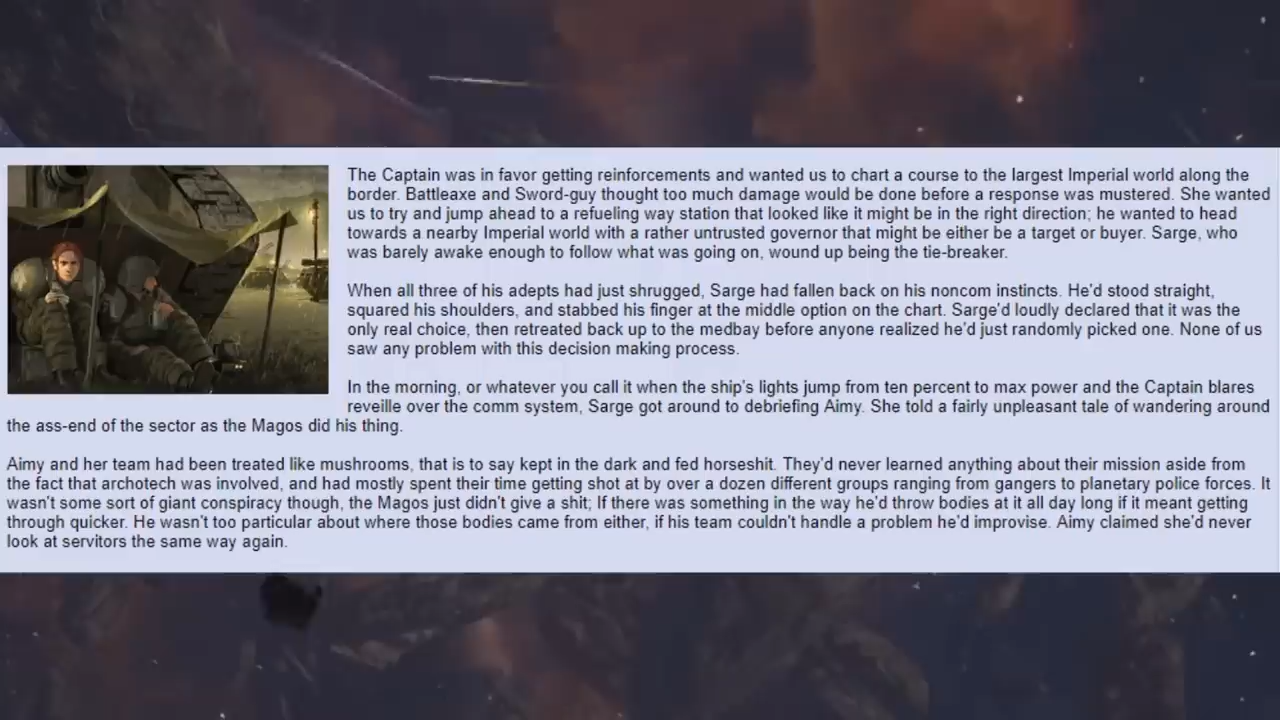 The Captain was in favor getting reinforcements and wanted us to chart a course to the largest Imperial world along the
border. Battleaxe and Sword-guy thought too much damage would be done before a response was mustered. She wanted
us to try and jump ahead to a refueling way station that looked like it might be in the right direction; he wanted to head
towards a nearby Imperial world with a rather untrusted governor that might be either be a target or buyer. Sarge, who
was barely awake enough to follow what was going on, wound up being the tie-breaker.
When all three of his adepts had just shrugged, Sarge had fallen back on his noncom instincts. He'd stood straight,
squared his shoulders, and stabbed his finger at the middle option on the chart. Sarge'd loudly declared that it was the
only real choice, then retreated back up to the medbay before anyone realized he'd just randomly picked one. None of us
saw any problem with this decision making process.
In the morning, or whatever you call it when the ship's lights jump from ten percent to max power and the Captain blares
reveille over the comm system, Sarge got around to debriefing Aimy. She told a fairly unpleasant tale of wandering around
the ass-end of the sector as the Magos did his thing.
Aimy and her team had been treated like mushrooms, that is to say kept in the dark and fed horseshit. They'd never learned anything about their mission aside from
the fact that archotech was involved, and had mostly spent their time getting shot at by over a dozen different groups ranging from gangers to planetary police forces. It
wasn't some sort of giant conspiracy though, the Magos just didn't give a shit; If there was something in the way he'd throw bodies at it all day long if it meant getting
through quicker. He wasn't too particular about where those bodies came from either, if his team couldn't handle a problem he'd improvise. Aimy claimed she'd never
look at servitors the same way again.